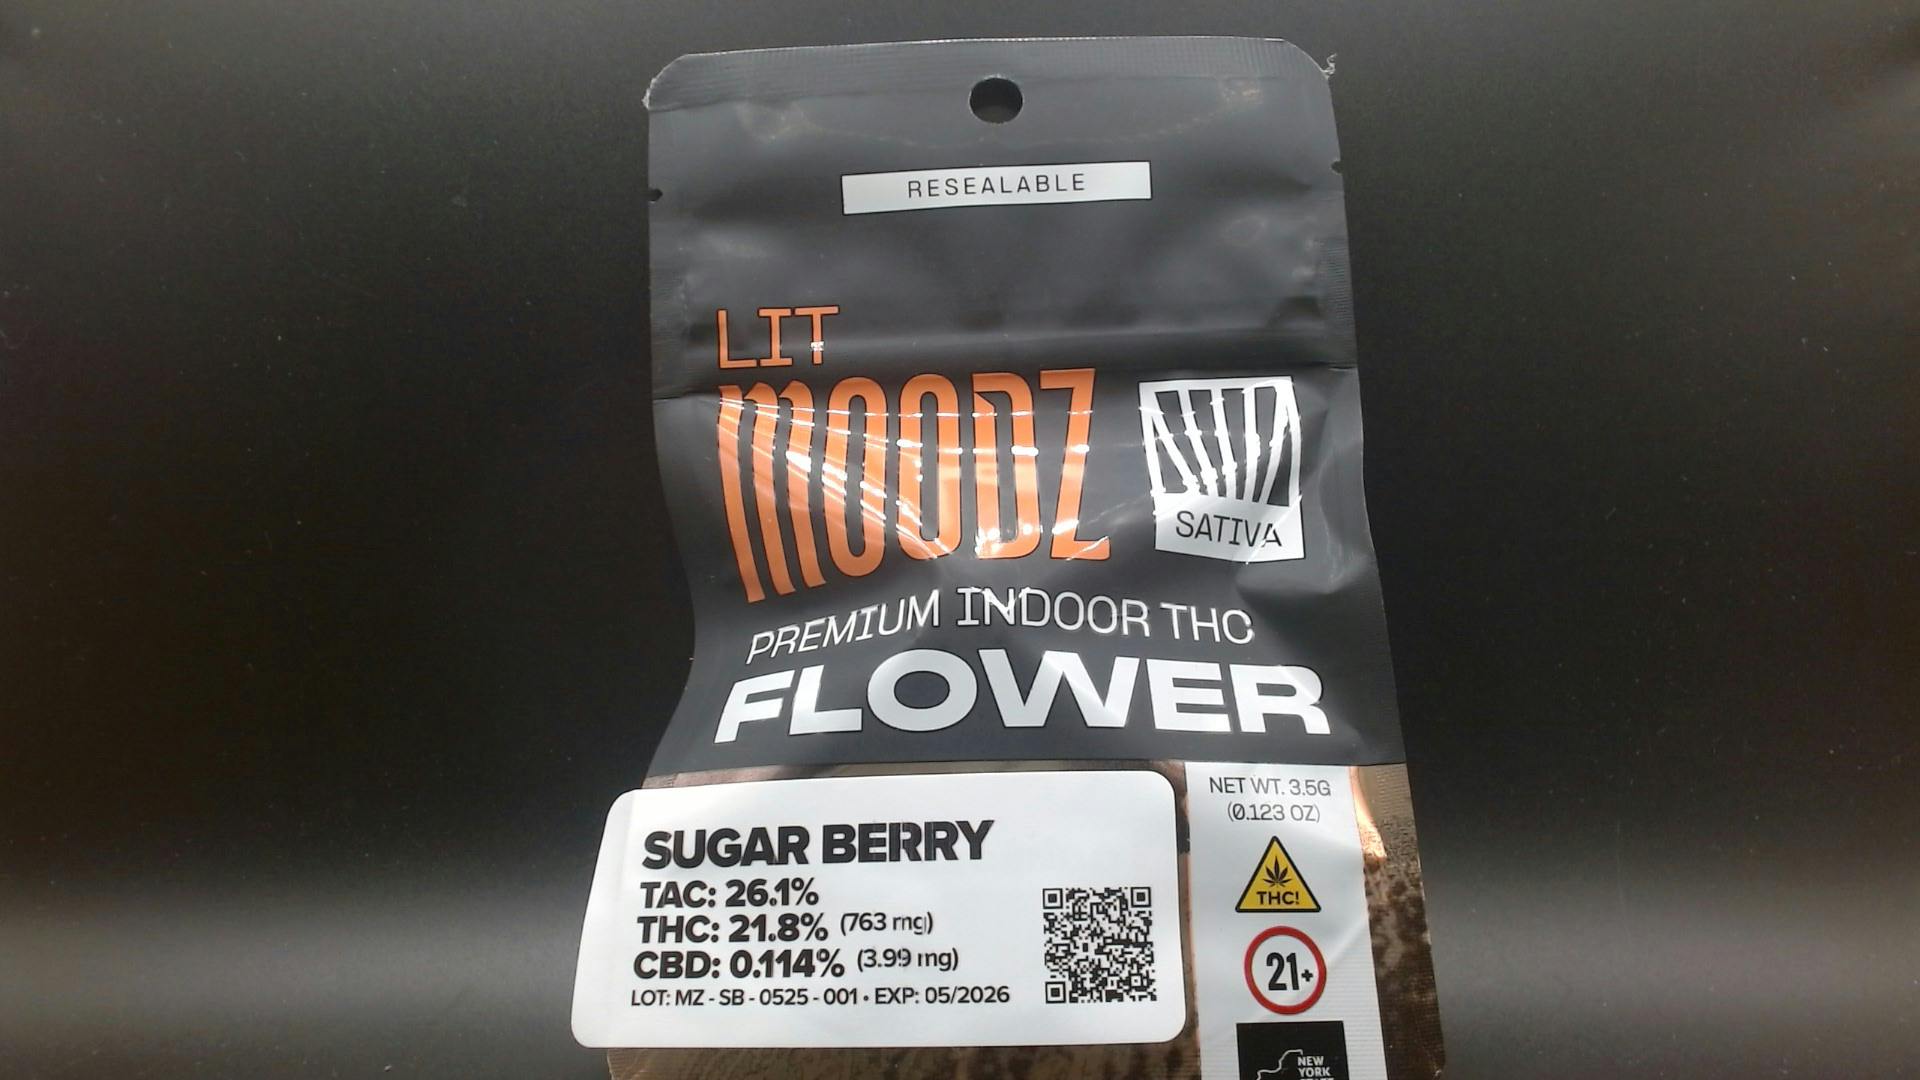 RESEALABLE
LIT
MOODZ
SATIVA
PREMIUM INDOOR THC
FLOWER
NET WT. 3.5G
(0.123 OZ)
SUGAR BERRY
TAC: 26.1%
THC: 21.8% (763 mg)
CBD: 0.114% (3.99 mg)
LOT: MZ - SB - 0525 - 001 • EXP: 05/2026
THC!
21+
NEW
YORK